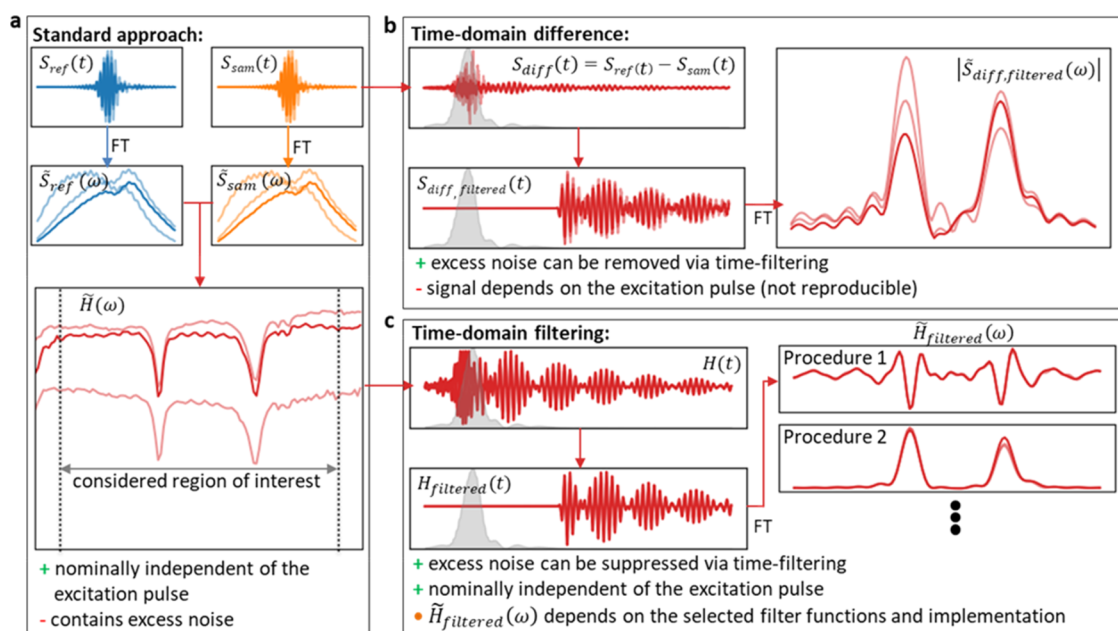 a
Standard approach:
S_ref(t)
S_sam(t)
FT
FT
S̃_ref(ω)
S̃_sam(ω)
H̃(ω)
considered region of interest
+ nominally independent of the
excitation pulse
- contains excess noise
b
Time-domain difference:
S_diff(t) = S_ref(t) − S_sam(t)
S_diff,filtered(t)
FT
|S̃_diff,filtered(ω)|
+ excess noise can be removed via time-filtering
- signal depends on the excitation pulse (not reproducible)
c
Time-domain filtering:
H(t)
H_filtered(t)
FT
H̃_filtered(ω)
Procedure 1
Procedure 2
+ excess noise can be suppressed via time-filtering
+ nominally independent of the excitation pulse
• H̃_filtered(ω) depends on the selected filter functions and implementation